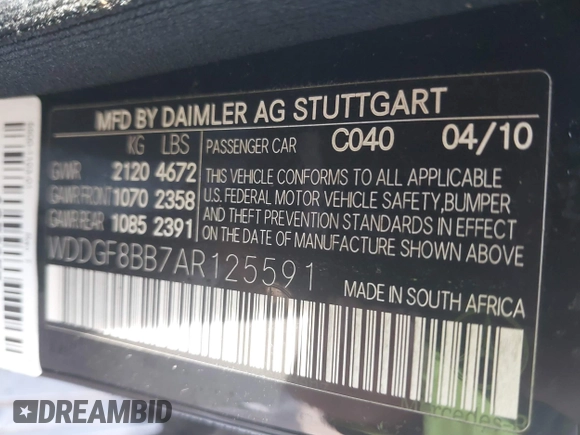 MFD BY DAIMLER AG STUTTGART
KG LBS
PASSENGER CAR C040 04/10
GVWR 2120 4672
GAWR FRONT 1070 2358
GAWR REAR 1085 2391
THIS VEHICLE CONFORMS TO ALL APPLICABLE
U.S. FEDERAL MOTOR VEHICLE SAFETY, BUMPER
AND THEFT PREVENTION STANDARDS IN EFFECT
ON THE DATE OF MANUFACTURE SHOWN ABOVE
WDDGF8BB7AR125591
MADE IN SOUTH AFRICA
DREAMBID